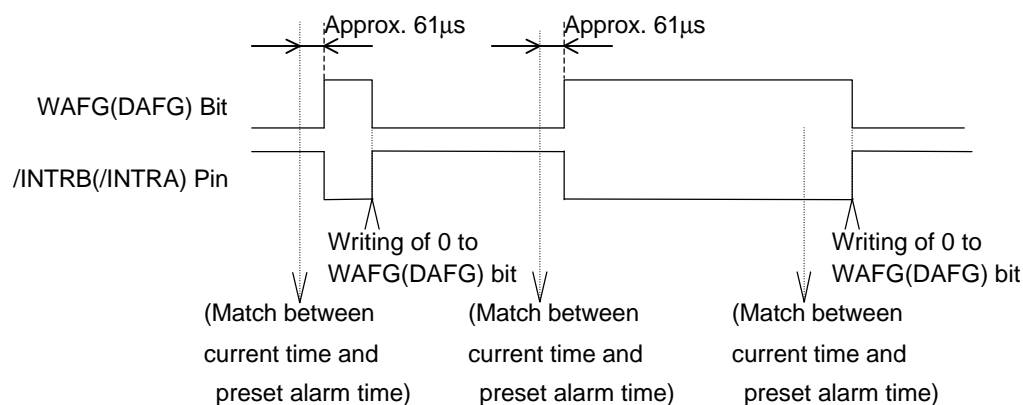 Approx. 61μs
Approx. 61μs
WAFG(DAFG) Bit
/INTRB(/INTRA) Pin
Writing of 0 to
WAFG(DAFG) bit
Writing of 0 to
WAFG(DAFG) bit
(Match between
current time and
preset alarm time)
(Match between
current time and
preset alarm time)
(Match between
current time and
preset alarm time)